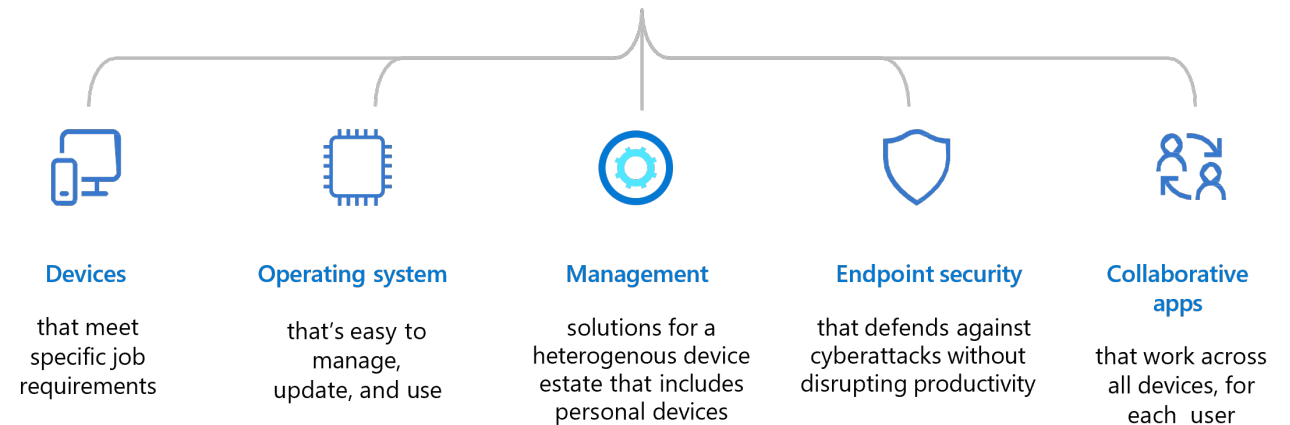 Devices
that meet
specific job
requirements
Operating system
that's easy to
manage,
update, and use
Management
solutions for a
heterogenous device
estate that includes
personal devices
Endpoint security
that defends against
cyberattacks without
disrupting productivity
Collaborative
apps
that work across
all devices, for
each  user